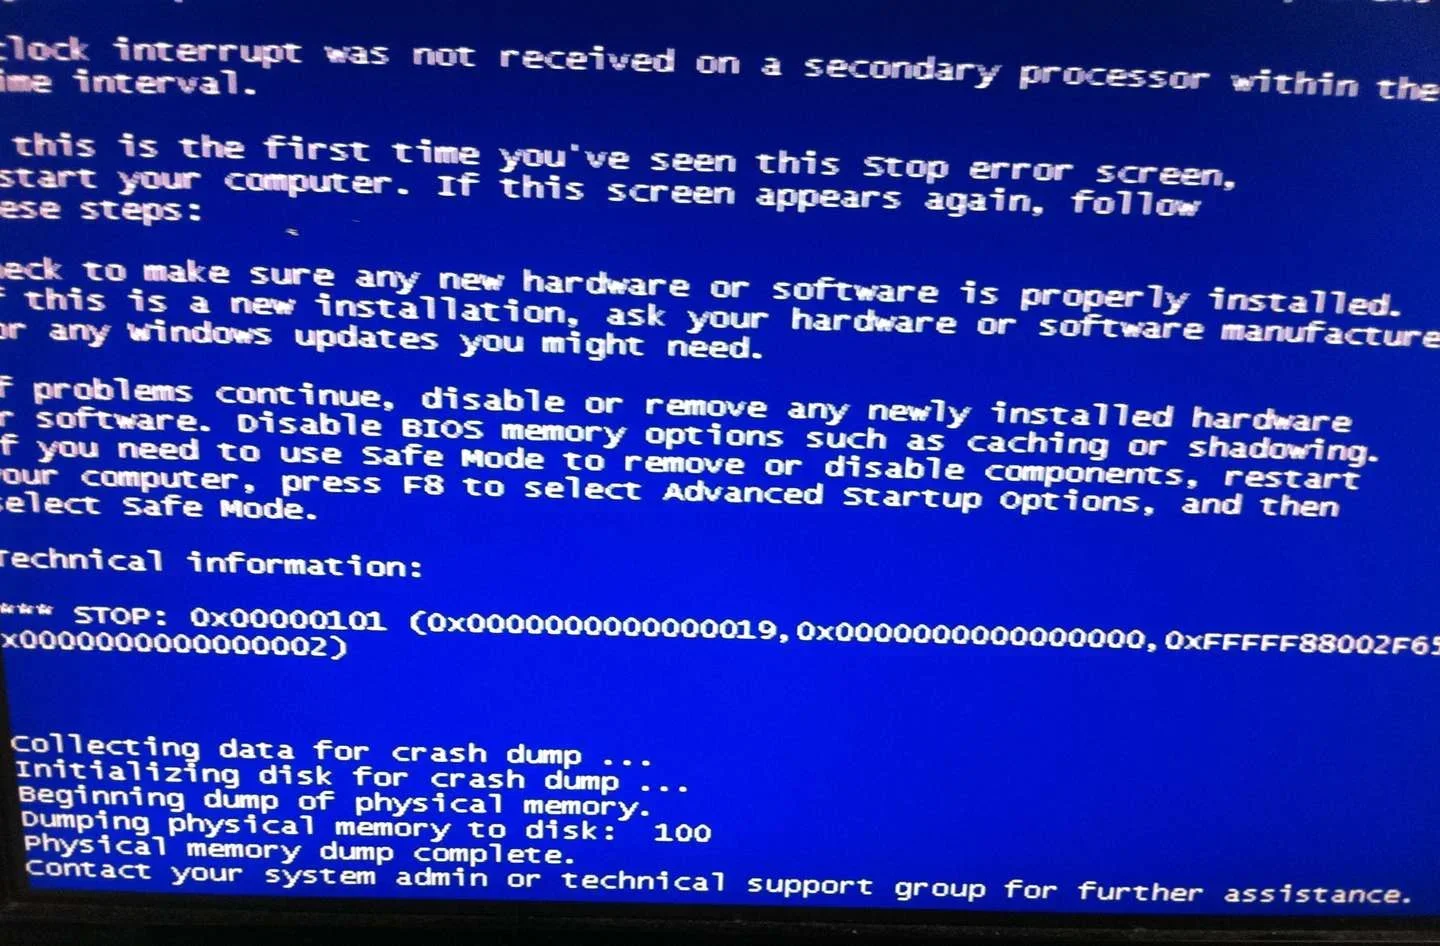 clock interrupt was not received on a secondary processor within the
ime interval.
this is the first time you've seen this Stop error screen,
start your computer. If this screen appears again, follow
ese steps:
eck to make sure any new hardware or software is properly installed.
f this is a new installation, ask your hardware or software manufacture
or any windows updates you might need.
f problems continue, disable or remove any newly installed hardware
r software. Disable BIOS memory options such as caching or shadowing.
f you need to use Safe Mode to remove or disable components, restart
our computer, press F8 to select Advanced Startup Options, and then
select Safe Mode.
Technical information:
*** STOP: 0x00000101 (0x0000000000000019,0x0000000000000000,0xFFFFF88002F65
x0000000000000002)
Collecting data for crash dump ...
Initializing disk for crash dump ...
Beginning dump of physical memory.
Dumping physical memory to disk:  100
Physical memory dump complete.
Contact your system admin or technical support group for further assistance.